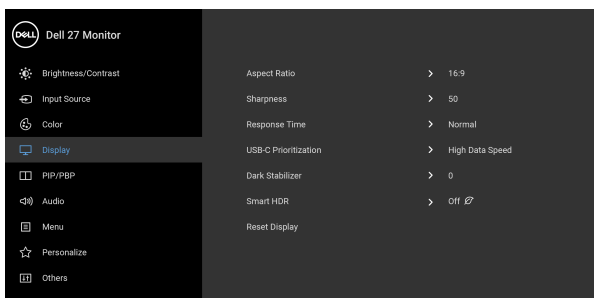 DELL Dell 27 Monitor
Brightness/Contrast
Input Source
Color
Display
PIP/PBP
Audio
Menu
Personalize
Others
Aspect Ratio > 16:9
Sharpness > 50
Response Time > Normal
USB-C Prioritization > High Data Speed
Dark Stabilizer > 0
Smart HDR > Off
Reset Display